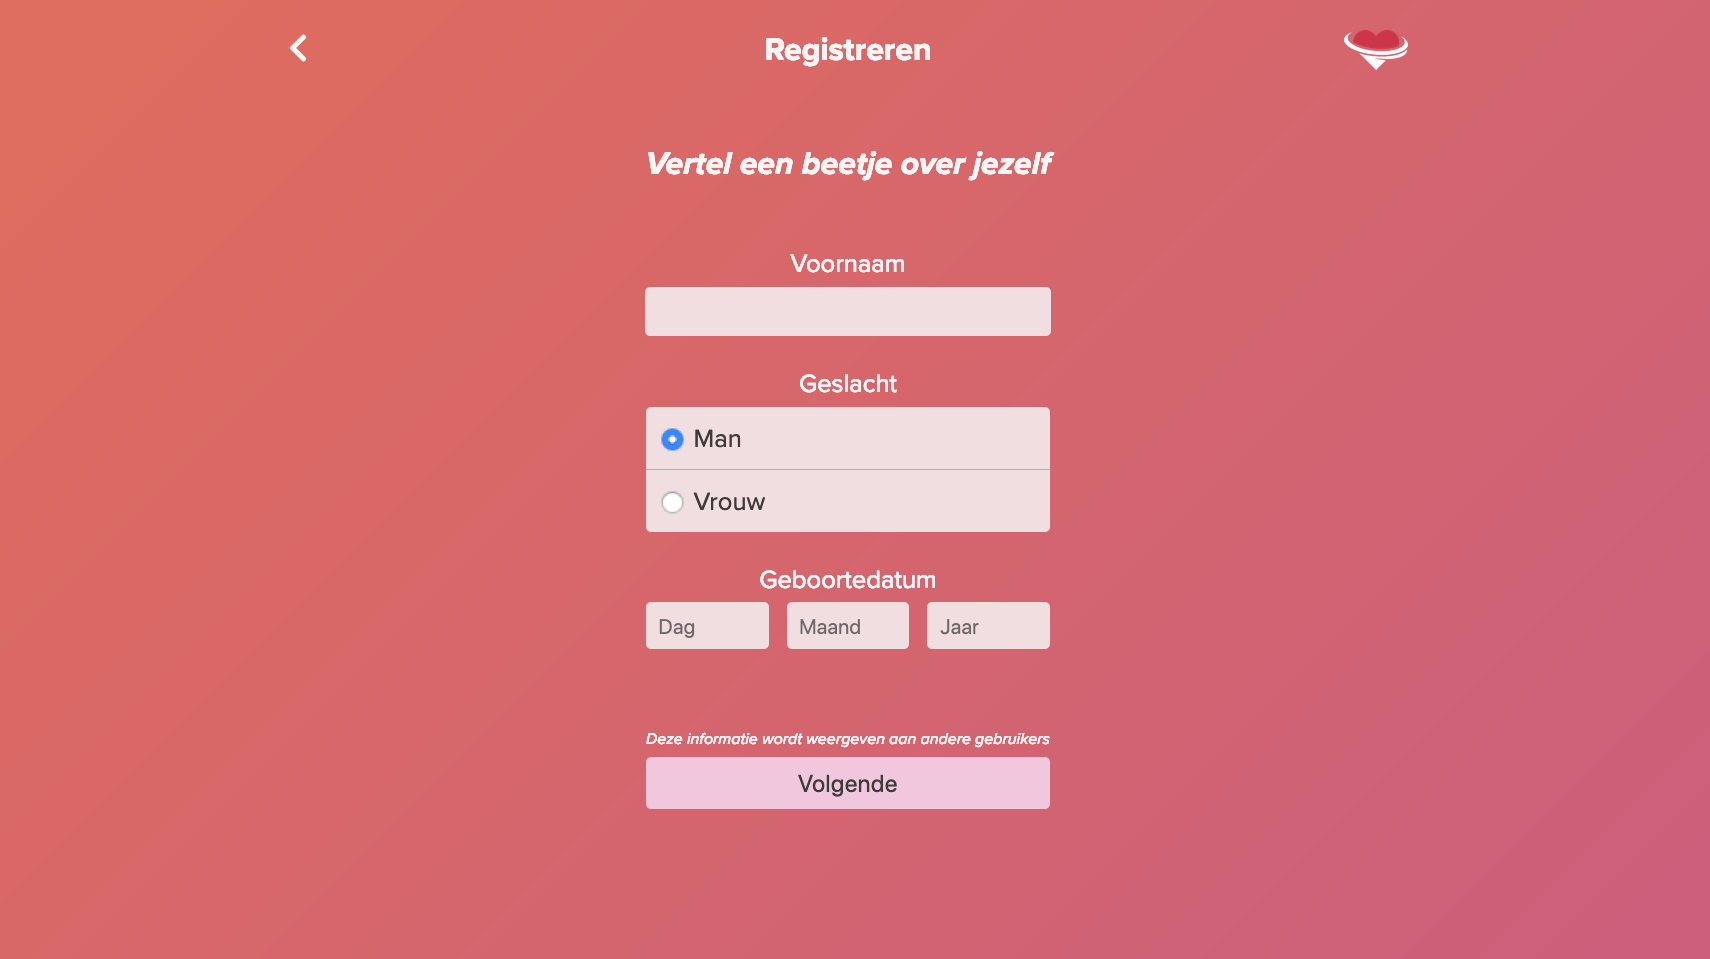 Registreren
Vertel een beetje over jezelf
Voornaam
Geslacht
Man
Vrouw
Geboortedatum
Dag Maand Jaar
Deze informatie wordt weergeven aan andere gebruikers
Volgende